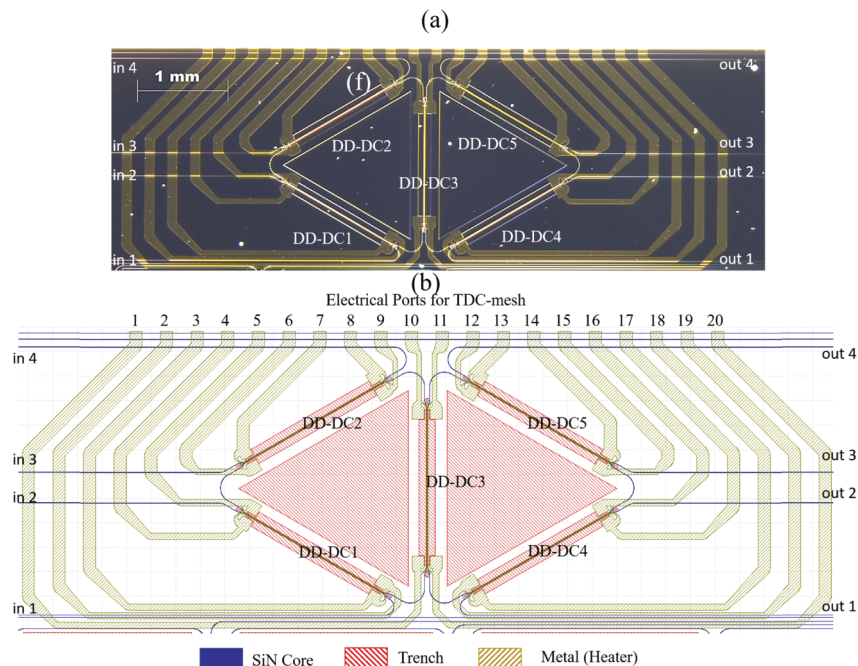 (a)
in 4
out 4
1 mm
(f)
in 3
out 3
DD-DC2
DD-DC5
in 2
out 2
DD-DC3
DD-DC1
DD-DC4
in 1
out 1
(b)
Electrical Ports for TDC-mesh
1 2 3 4 5 6 7 8 9 10 11 12 13 14 15 16 17 18 19 20
in 4
out 4
DD-DC2
DD-DC5
in 3
out 3
DD-DC3
in 2
out 2
DD-DC1
DD-DC4
in 1
out 1
SiN Core
Trench
Metal (Heater)